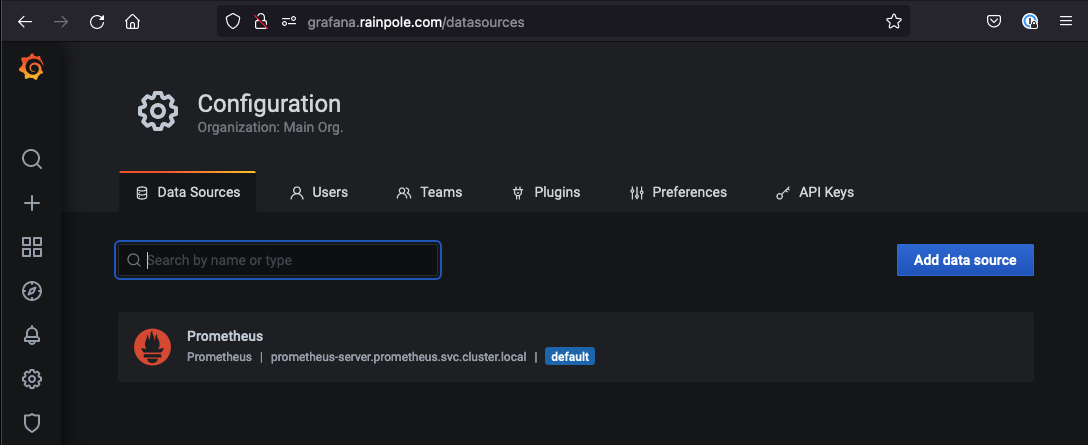 grafana.rainpole.com/datasources
Configuration
Organization: Main Org.
Data Sources Users Teams Plugins Preferences API Keys
Search by name or type
Add data source
Prometheus
Prometheus | prometheus-server.prometheus.svc.cluster.local | default